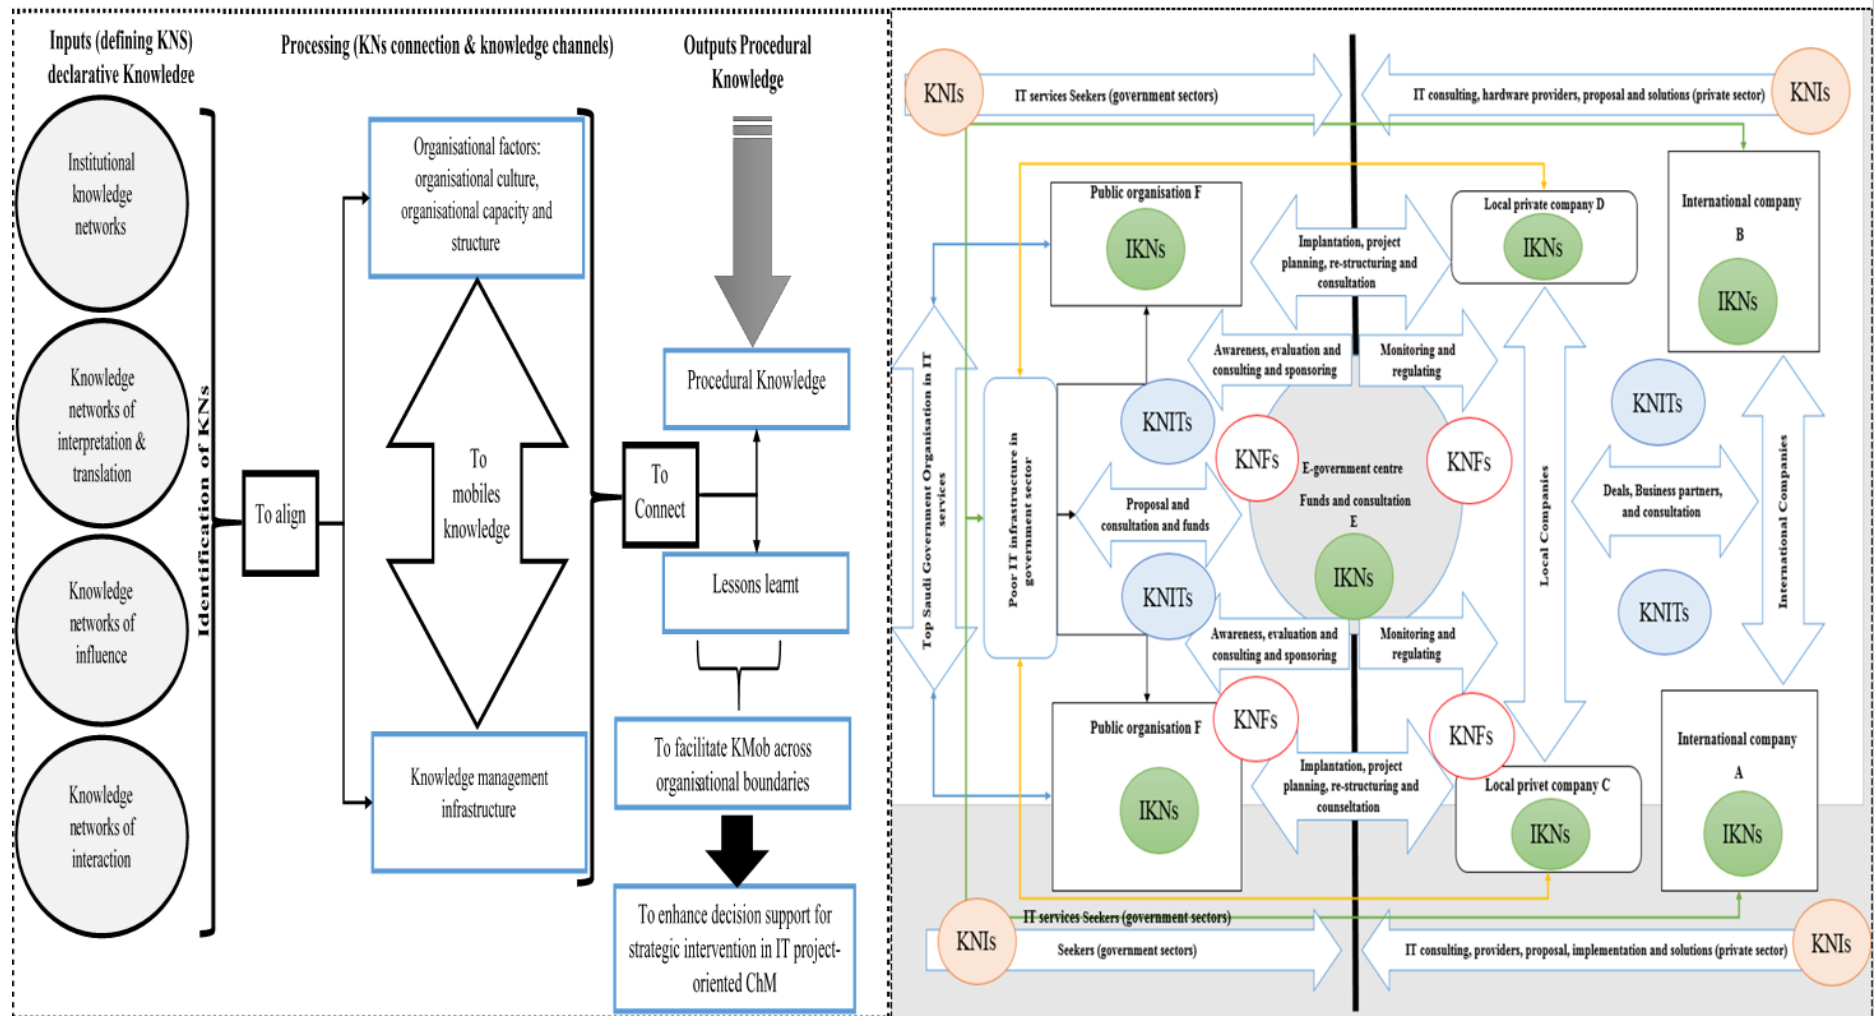 Inputs (defining KNS)
declarative Knowledge
Processing (KNs connection & knowledge channels)
Outputs Procedural
Knowledge
Institutional
knowledge
networks
Knowledge
networks of
interpretation &
translation
Knowledge
networks of
influence
Knowledge
networks of
interaction
Identification of KNs
To align
Organisational factors:
organisational culture,
organisational capacity and
structure
To
mobiles
knowledge
Knowledge management
infrastructure
To
Connect
Procedural Knowledge
Lessons learnt
To facilitate KMob across
organisational boundaries
To enhance decision support for
strategic intervention in IT project-
oriented ChM
KNIs
IT services Seekers (government sectors)
IT consulting, hardware providers, proposal and solutions (private sector)
KNIs
Public organisation F
IKNs
Implantation, project
planning, re-structuring and
consultation
Local private company D
IKNs
International company
B
IKNs
Awareness, evaluation and
consulting and sponsoring
Monitoring and
regulating
KNITs
KNFs
KNFs
KNITs
Top Saudi Government Organisation in IT
services
Poor IT infrastructure in
government sector
Proposal and
consultation and funds
E-government centre
Funds and consultation
E
IKNs
Local Companies
Deals, Business partners,
and consultation
International Companies
KNITs
KNITs
Awareness, evaluation and
consulting and sponsoring
Monitoring and
regulating
KNFs
KNFs
Public organisation F
IKNs
Implantation, project
planning, re-structuring and
counseltation
Local privet company C
IKNs
International company
A
IKNs
KNIs
IT services Seekers (government sectors)
Seekers (government sectors)
IT consulting, providers, proposal, implementation and solutions (private sector)
KNIs